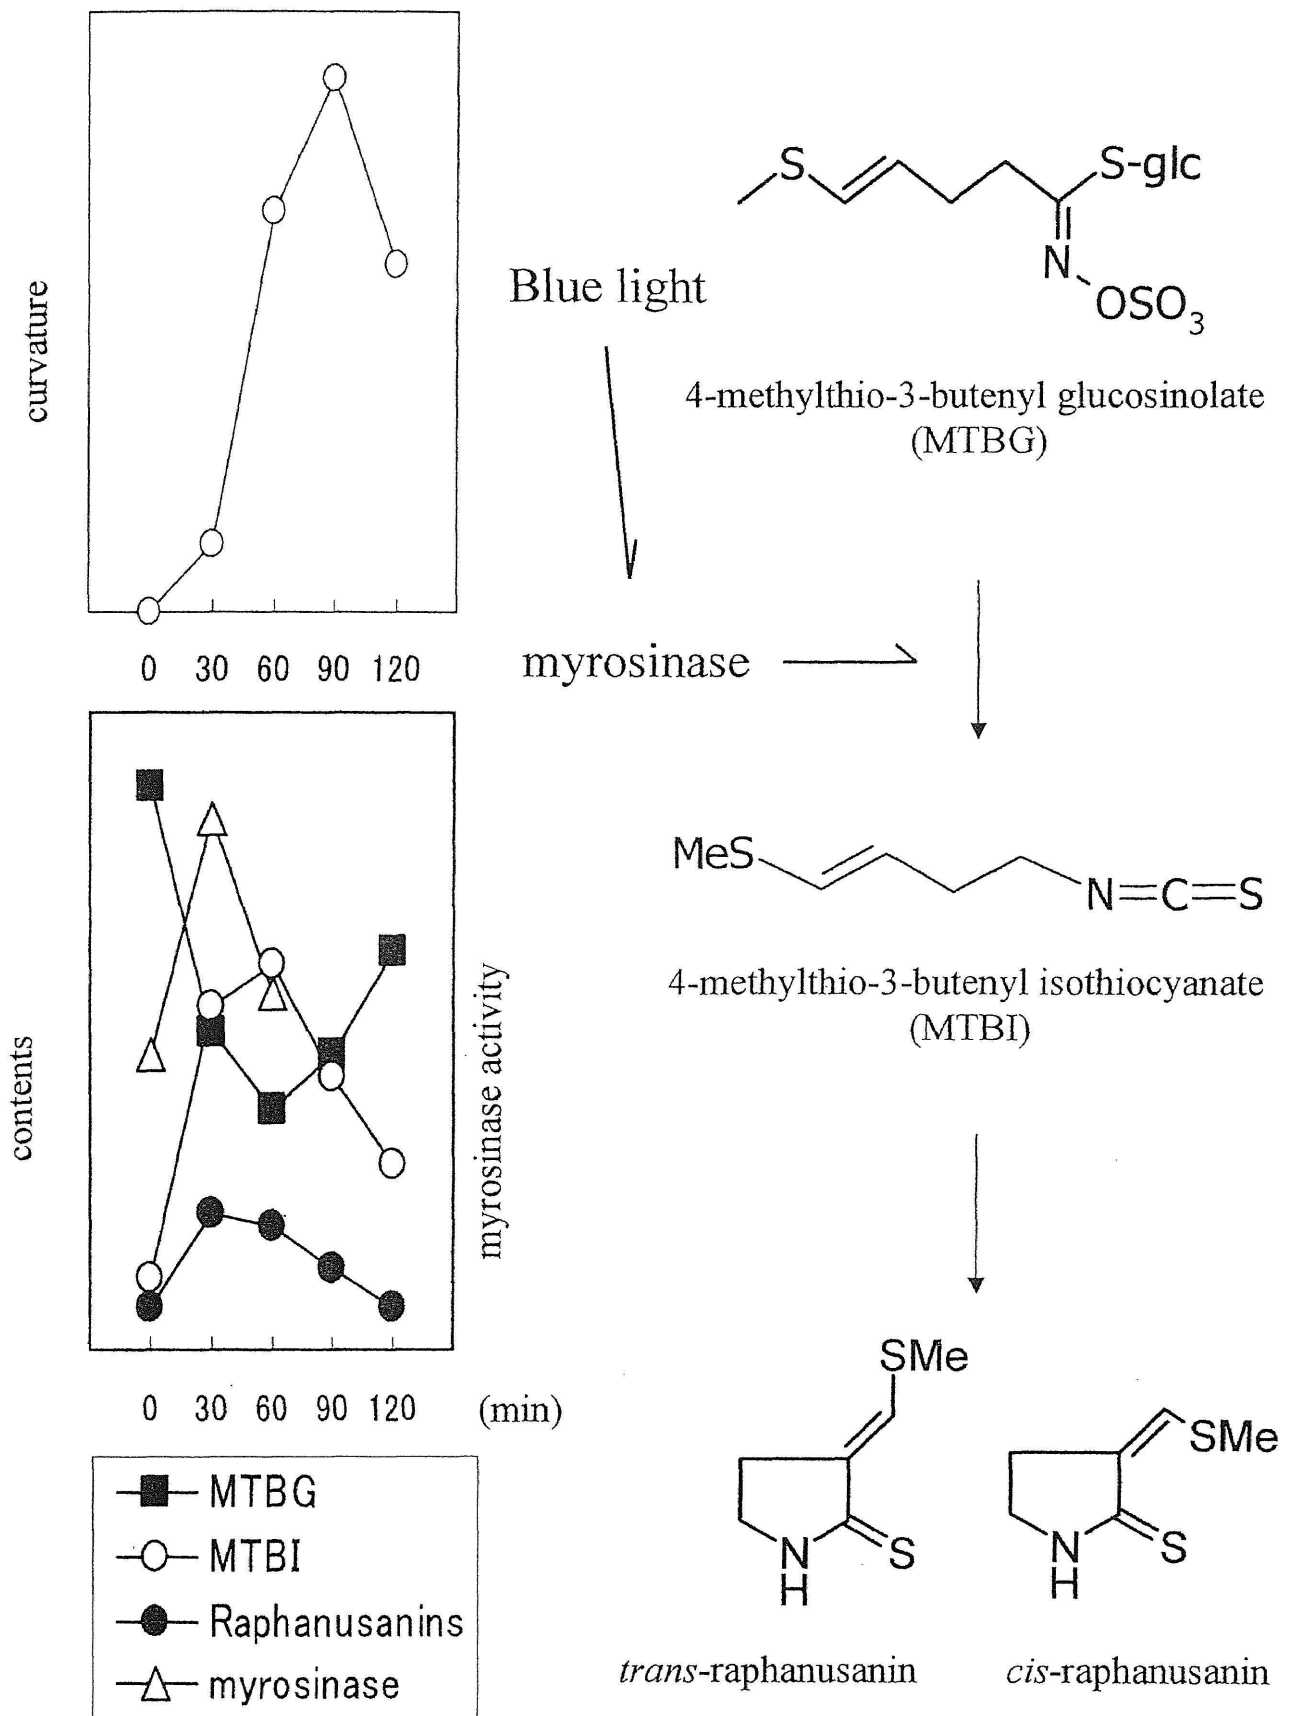 curvature
0 30 60 90 120
contents
myrosinase activity
0 30 60 90 120 (min)
MTBG
MTBI
Raphanusanins
myrosinase
Blue light
myrosinase
S
S-glc
N
OSO3
4-methylthio-3-butenyl glucosinolate
(MTBG)
MeS
N=C=S
4-methylthio-3-butenyl isothiocyanate
(MTBI)
SMe
N
H
S
trans-raphanusanin
SMe
N
H
S
cis-raphanusanin